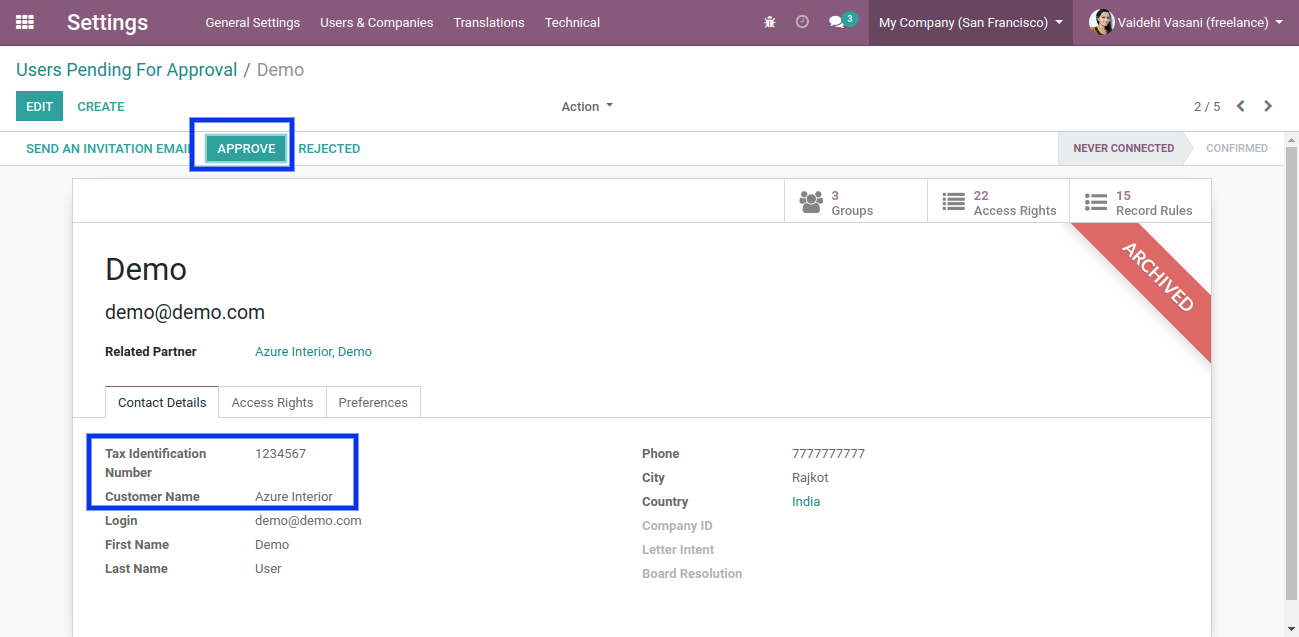 Settings General Settings Users & Companies Translations Technical 3 My Company (San Francisco) Vaidehi Vasani (freelance)
Users Pending For Approval / Demo
EDIT CREATE Action 2 / 5
SEND AN INVITATION EMAIL APPROVE REJECTED NEVER CONNECTED CONFIRMED
3 Groups
22 Access Rights
15 Record Rules
ARCHIVED
Demo
demo@demo.com
Related Partner Azure Interior, Demo
Contact Details Access Rights Preferences
Tax Identification Number 1234567
Customer Name Azure Interior
Login demo@demo.com
First Name Demo
Last Name User
Phone 7777777777
City Rajkot
Country India
Company ID
Letter Intent
Board Resolution